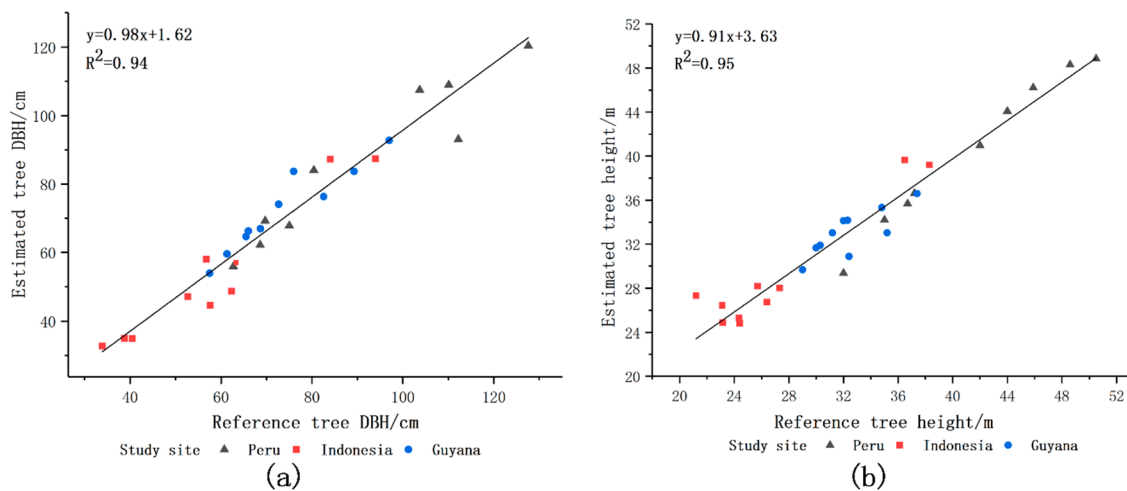 y=0.98x+1.62
R²=0.94
Estimated tree DBH/cm
120
100
80
60
40
40 60 80 100 120
Reference tree DBH/cm
Study site Peru Indonesia Guyana
(a)
y=0.91x+3.63
R²=0.95
Estimated tree height/m
52
48
44
40
36
32
28
24
20
20 24 28 32 36 40 44 48 52
Reference tree height/m
Study site Peru Indonesia Guyana
(b)